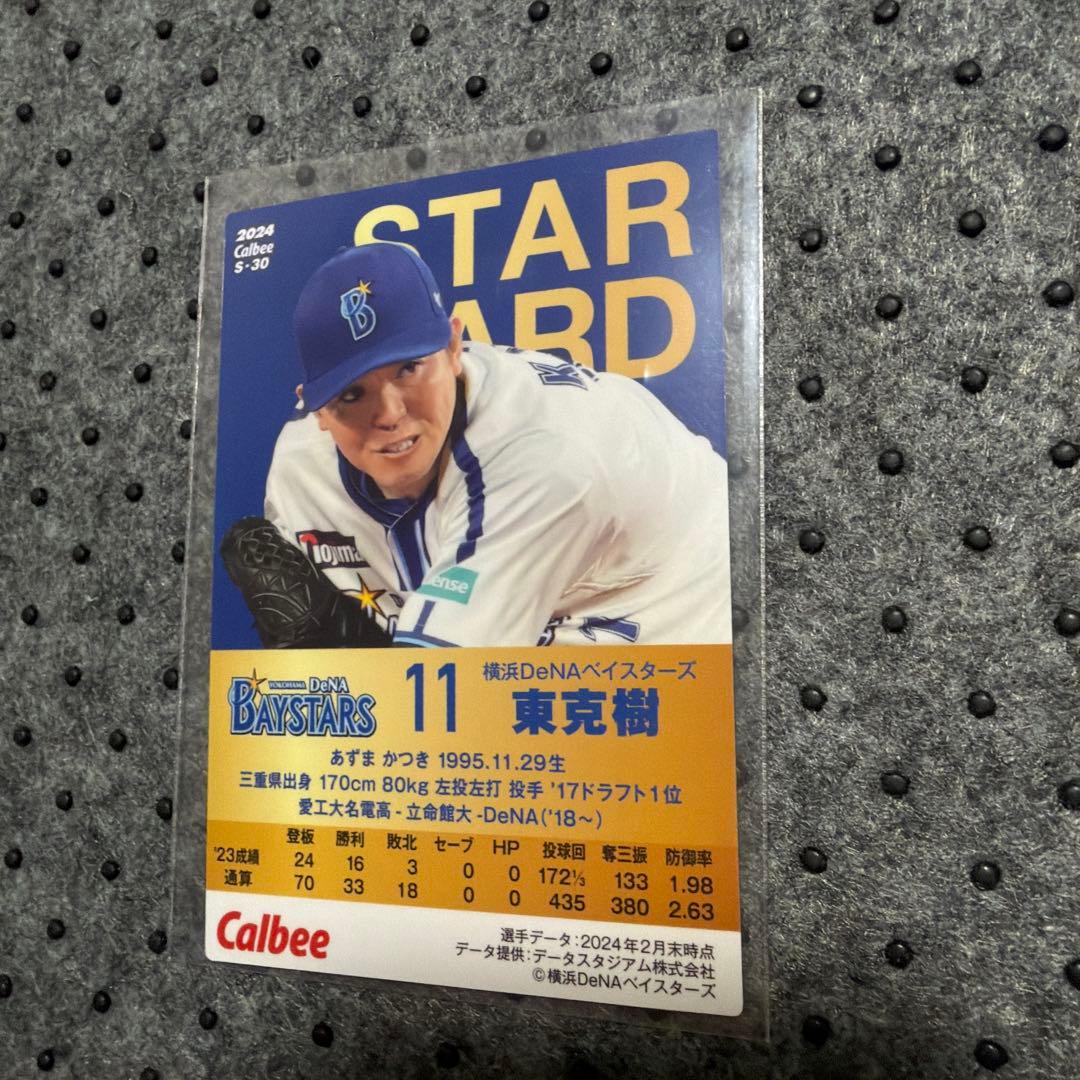 2024
Calbee
S-30
STAR
ARD
B
K
Nojima
ense
YOKOHAMA DeNA
BAYSTARS
11
横浜DeNAベイスターズ
東克樹
あずま かつき 1995.11.29生
三重県出身 170cm 80kg 左投左打 投手 '17ドラフト1位
愛工大名電高-立命館大-DeNA('18～)
登板 勝利 敗北 セーブ HP 投球回 奪三振 防御率
'23成績 24 16 3 0 0 172⅓ 133 1.98
通算 70 33 18 0 0 435 380 2.63
Calbee
選手データ:2024年2月末時点
データ提供:データスタジアム株式会社
©横浜DeNAベイスターズ